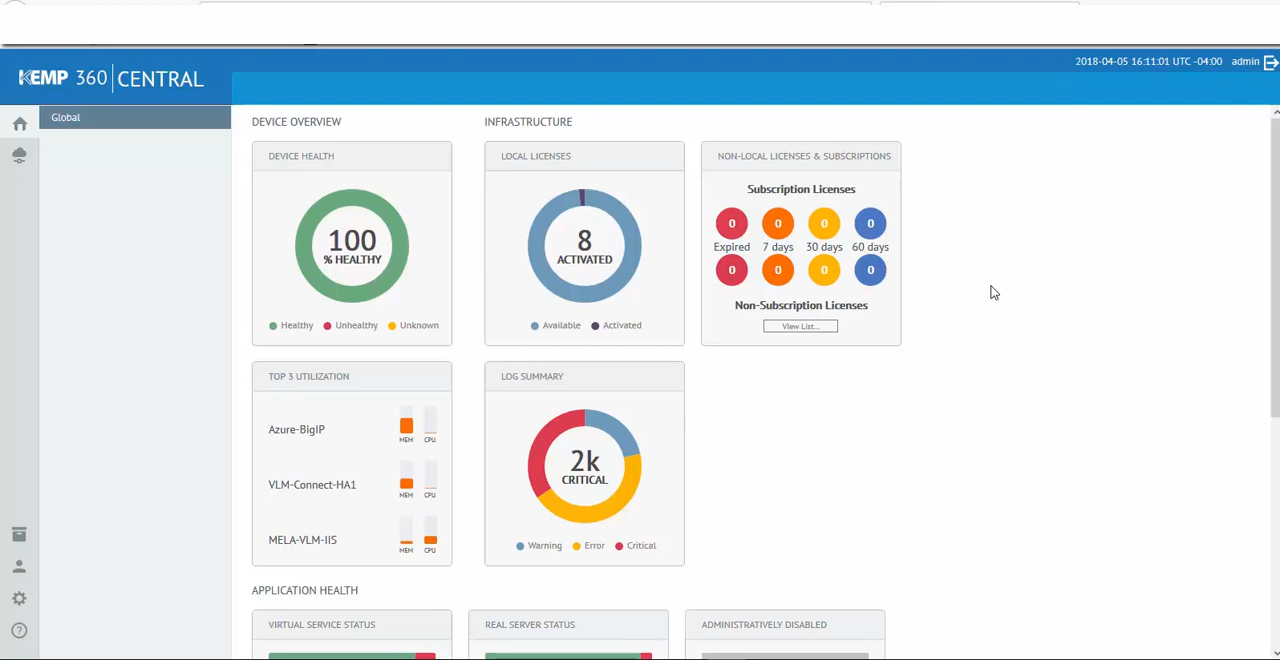 2018-04-05 16:11:01 UTC -04:00 admin
KEMP 360 CENTRAL
Global
DEVICE OVERVIEW
INFRASTRUCTURE
DEVICE HEALTH
100
% HEALTHY
Healthy Unhealthy Unknown
LOCAL LICENSES
8
ACTIVATED
Available Activated
NON-LOCAL LICENSES & SUBSCRIPTIONS
Subscription Licenses
0 0 0 0
Expired 7 days 30 days 60 days
0 0 0 0
Non-Subscription Licenses
View List...
TOP 3 UTILIZATION
Azure-BigIP
MEM CPU
VLM-Connect-HA1
MEM CPU
MELA-VLM-IIS
MEM CPU
LOG SUMMARY
2k
CRITICAL
Warning Error Critical
APPLICATION HEALTH
VIRTUAL SERVICE STATUS
REAL SERVER STATUS
ADMINISTRATIVELY DISABLED